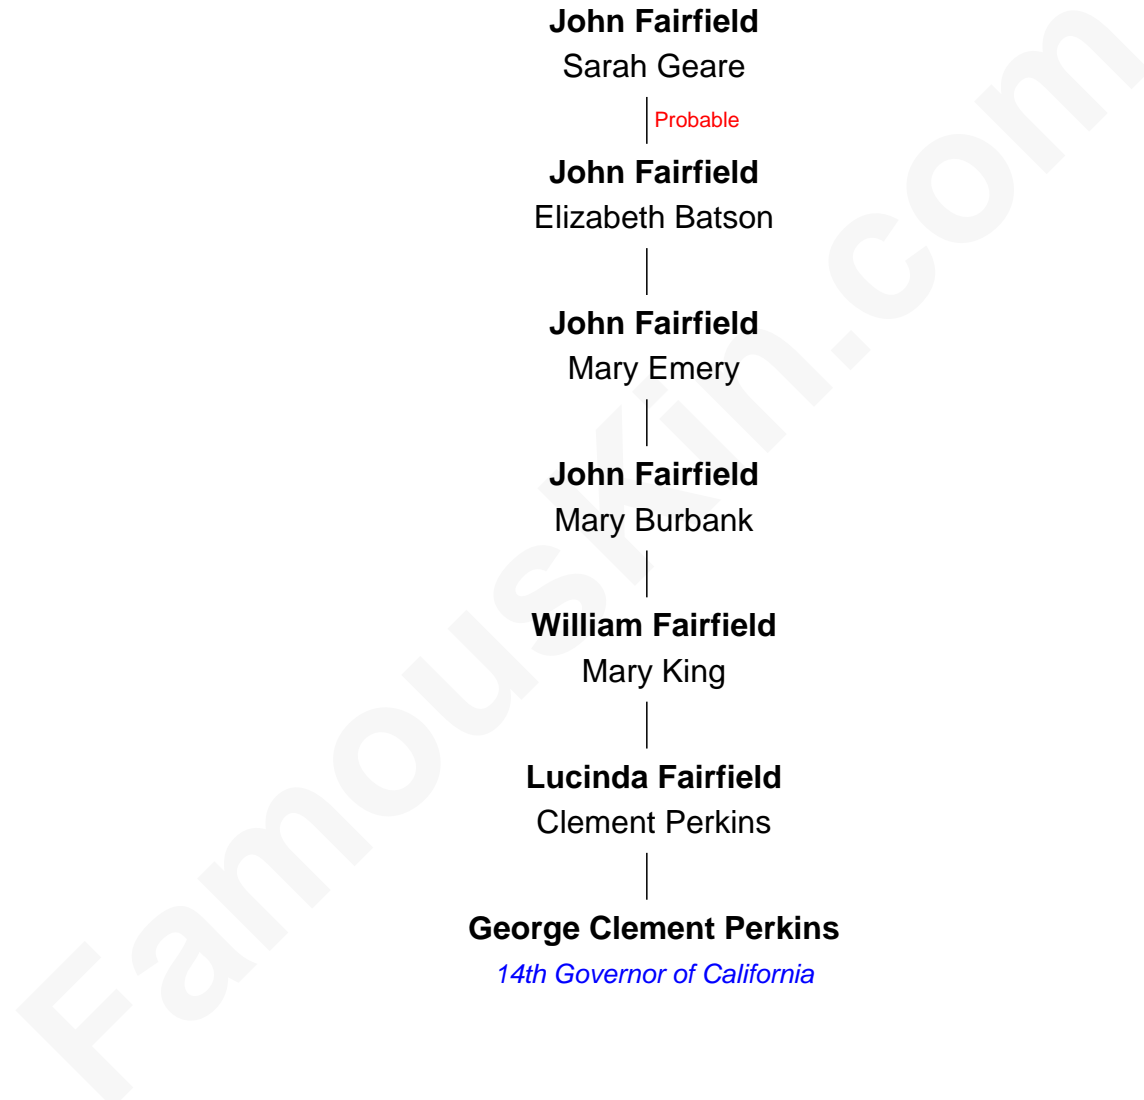 John Fairfield
Sarah Geare
Probable
John Fairfield
Elizabeth Batson
John Fairfield
Mary Emery
John Fairfield
Mary Burbank
William Fairfield
Mary King
Lucinda Fairfield
Clement Perkins
George Clement Perkins
14th Governor of California
FamousKin.com